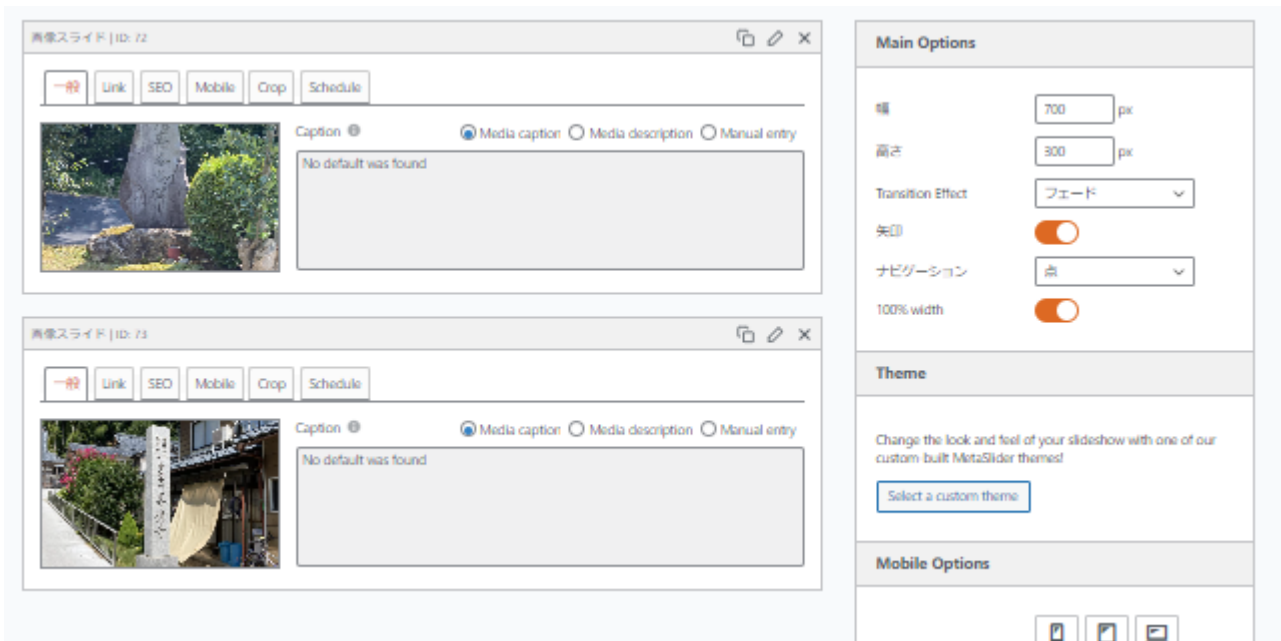 画像スライド | ID: 72
一般 Link SEO Mobile Crop Schedule
Caption Media caption Media description Manual entry
No default was found
画像スライド | ID: 73
一般 Link SEO Mobile Crop Schedule
Caption Media caption Media description Manual entry
No default was found
Main Options
幅 700 px
高さ 300 px
Transition Effect フェード
矢印
ナビゲーション 点
100% width
Theme
Change the look and feel of your slideshow with one of our
custom-built MetaSlider themes!
Select a custom theme
Mobile Options